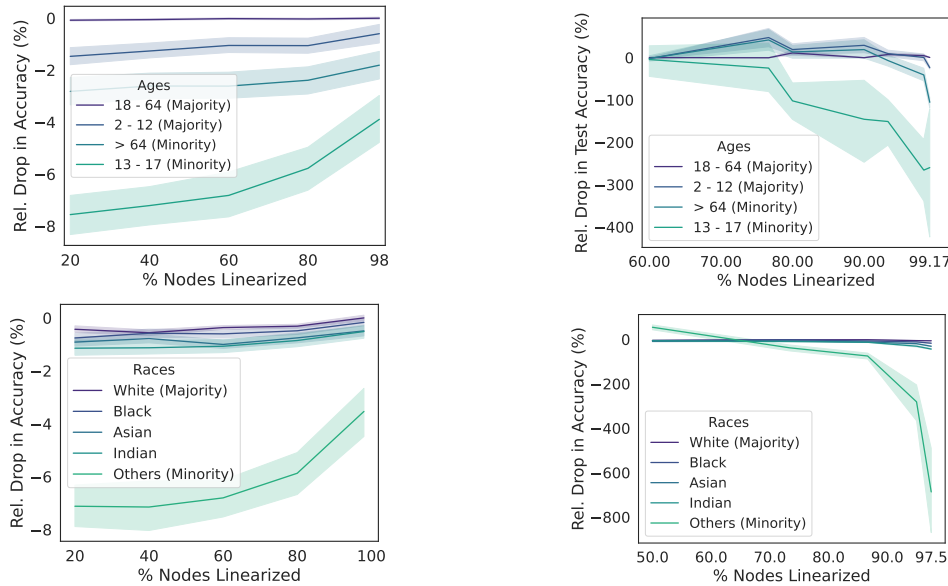 Rel. Drop in Accuracy (%)
0
−2
−4
−6
−8
Ages
18 - 64 (Majority)
2 - 12 (Majority)
> 64 (Minority)
13 - 17 (Minority)
20 40 60 80 98
% Nodes Linearized
Rel. Drop in Test Accuracy (%)
0
−100
−200
−300
−400
Ages
18 - 64 (Majority)
2 - 12 (Majority)
> 64 (Minority)
13 - 17 (Minority)
60.00 70.00 80.00 90.00 99.17
% Nodes Linearized
Rel. Drop in Accuracy (%)
0
−2
−4
−6
−8
Races
White (Majority)
Black
Asian
Indian
Others (Minority)
20 40 60 80 100
% Nodes Linearized
Rel. Drop in Accuracy (%)
0
−200
−400
−600
−800
Races
White (Majority)
Black
Asian
Indian
Others (Minority)
50.0 60.0 70.0 80.0 90.0 97.5
% Nodes Linearized